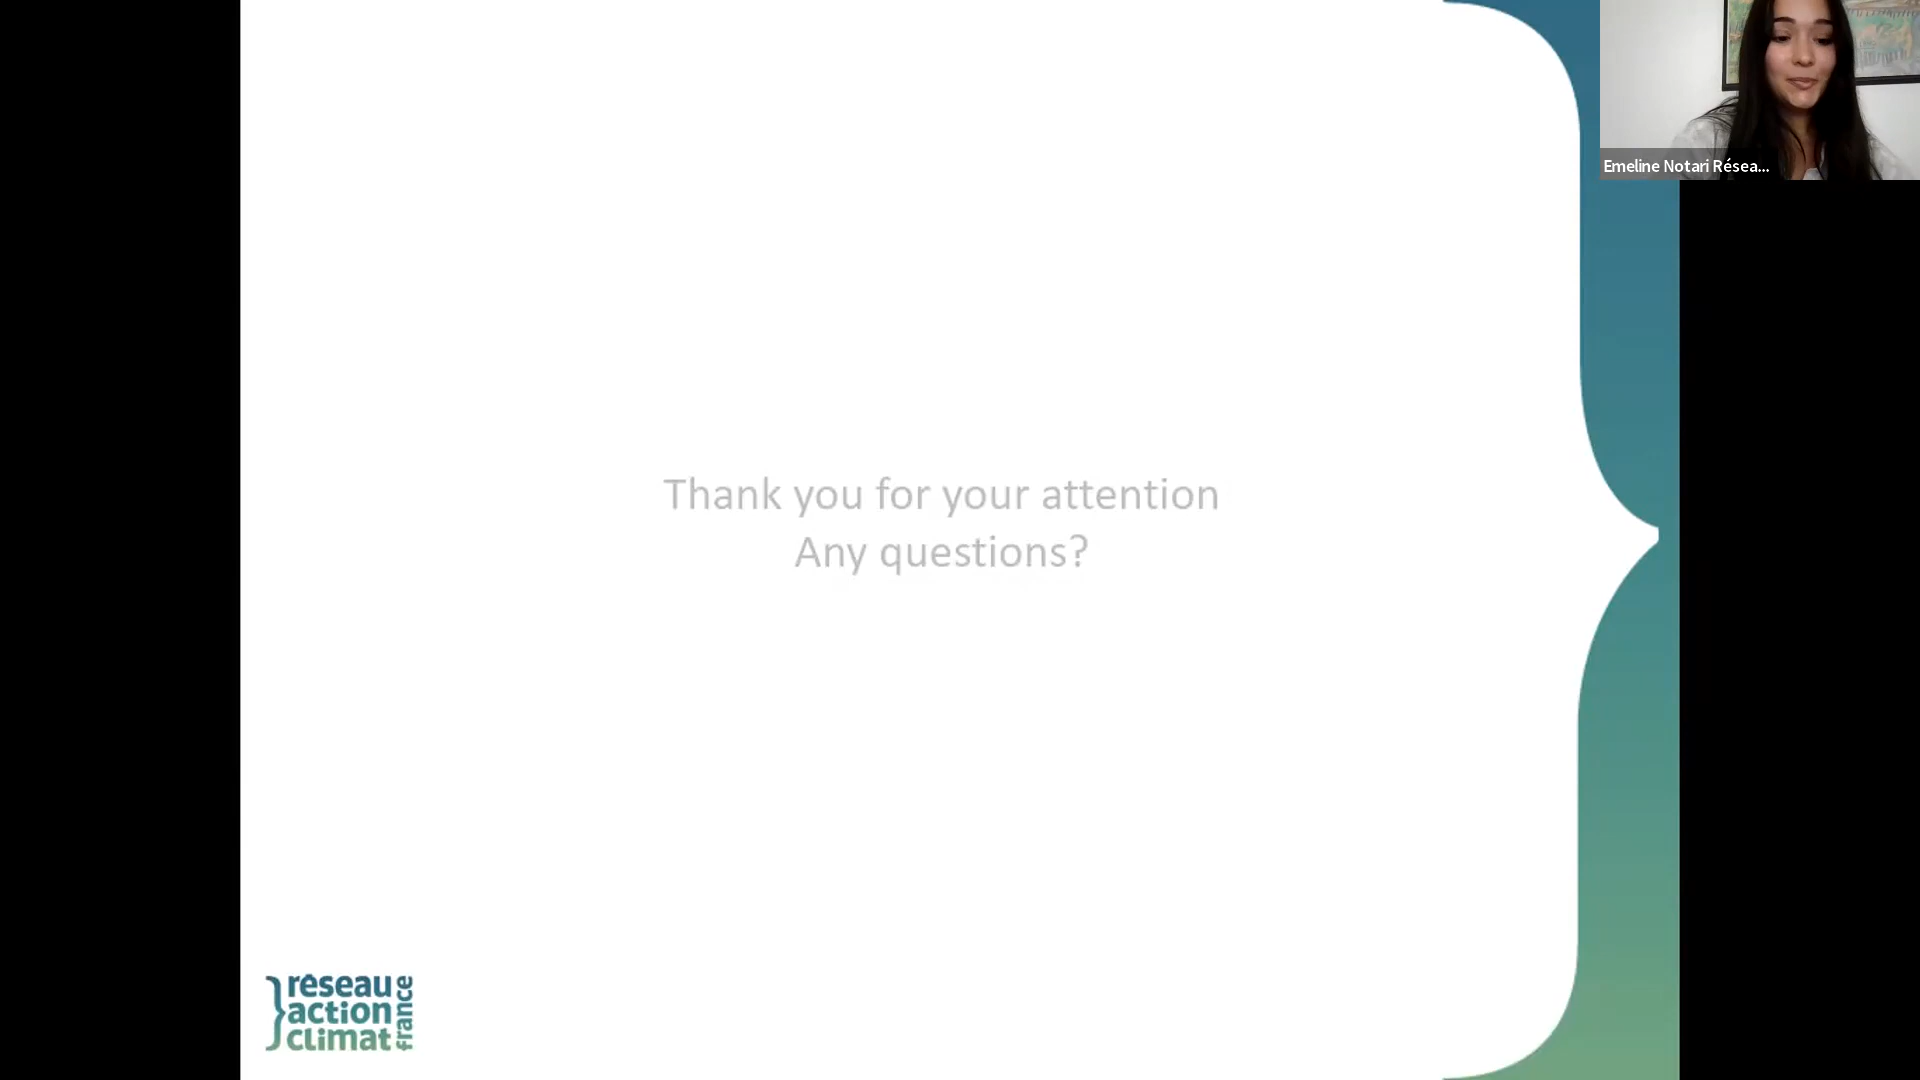 Emeline Notari Résea...
Thank you for your attention
Any questions?
réseau
action
climat
france